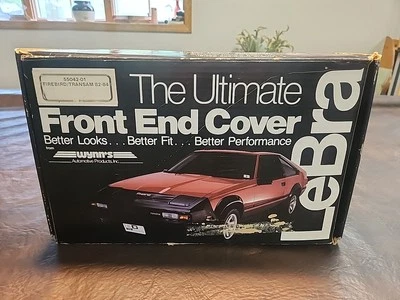 55042-01
FIREBIRD/TRANSAM 82-84
The Ultimate
Front End Cover
Better Looks... Better Fit... Better Performance
from
WYNN'S
Automotive Products, Inc.
LeBra